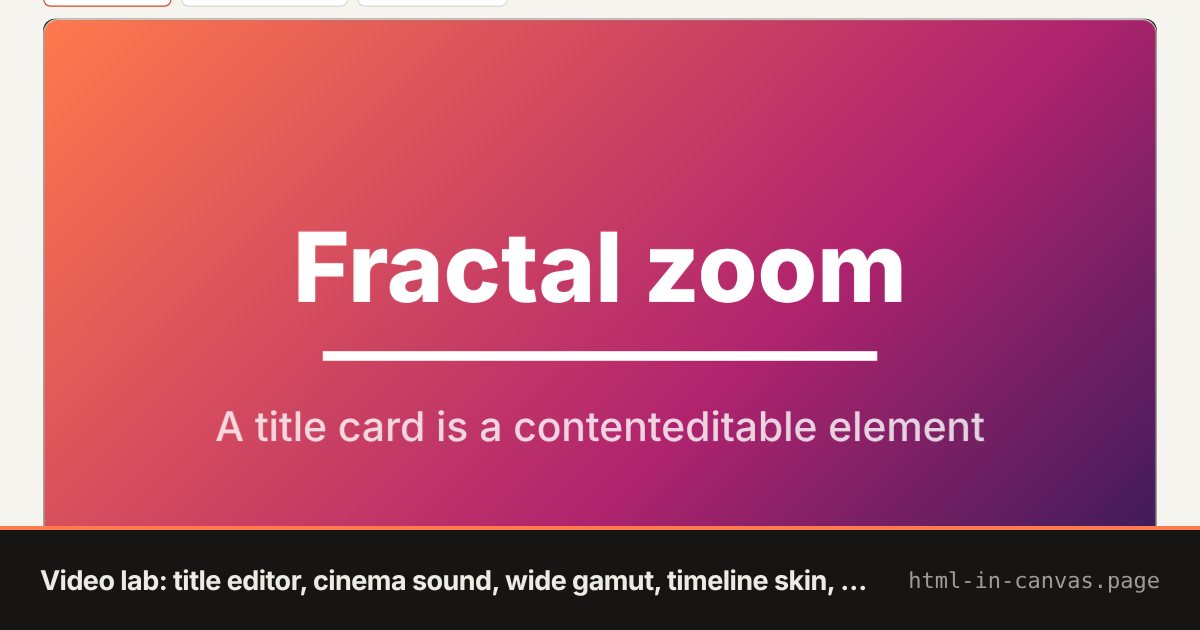 Fractal zoom
A title card is a contenteditable element
Video lab: title editor, cinema sound, wide gamut, timeline skin, …
html-in-canvas.page